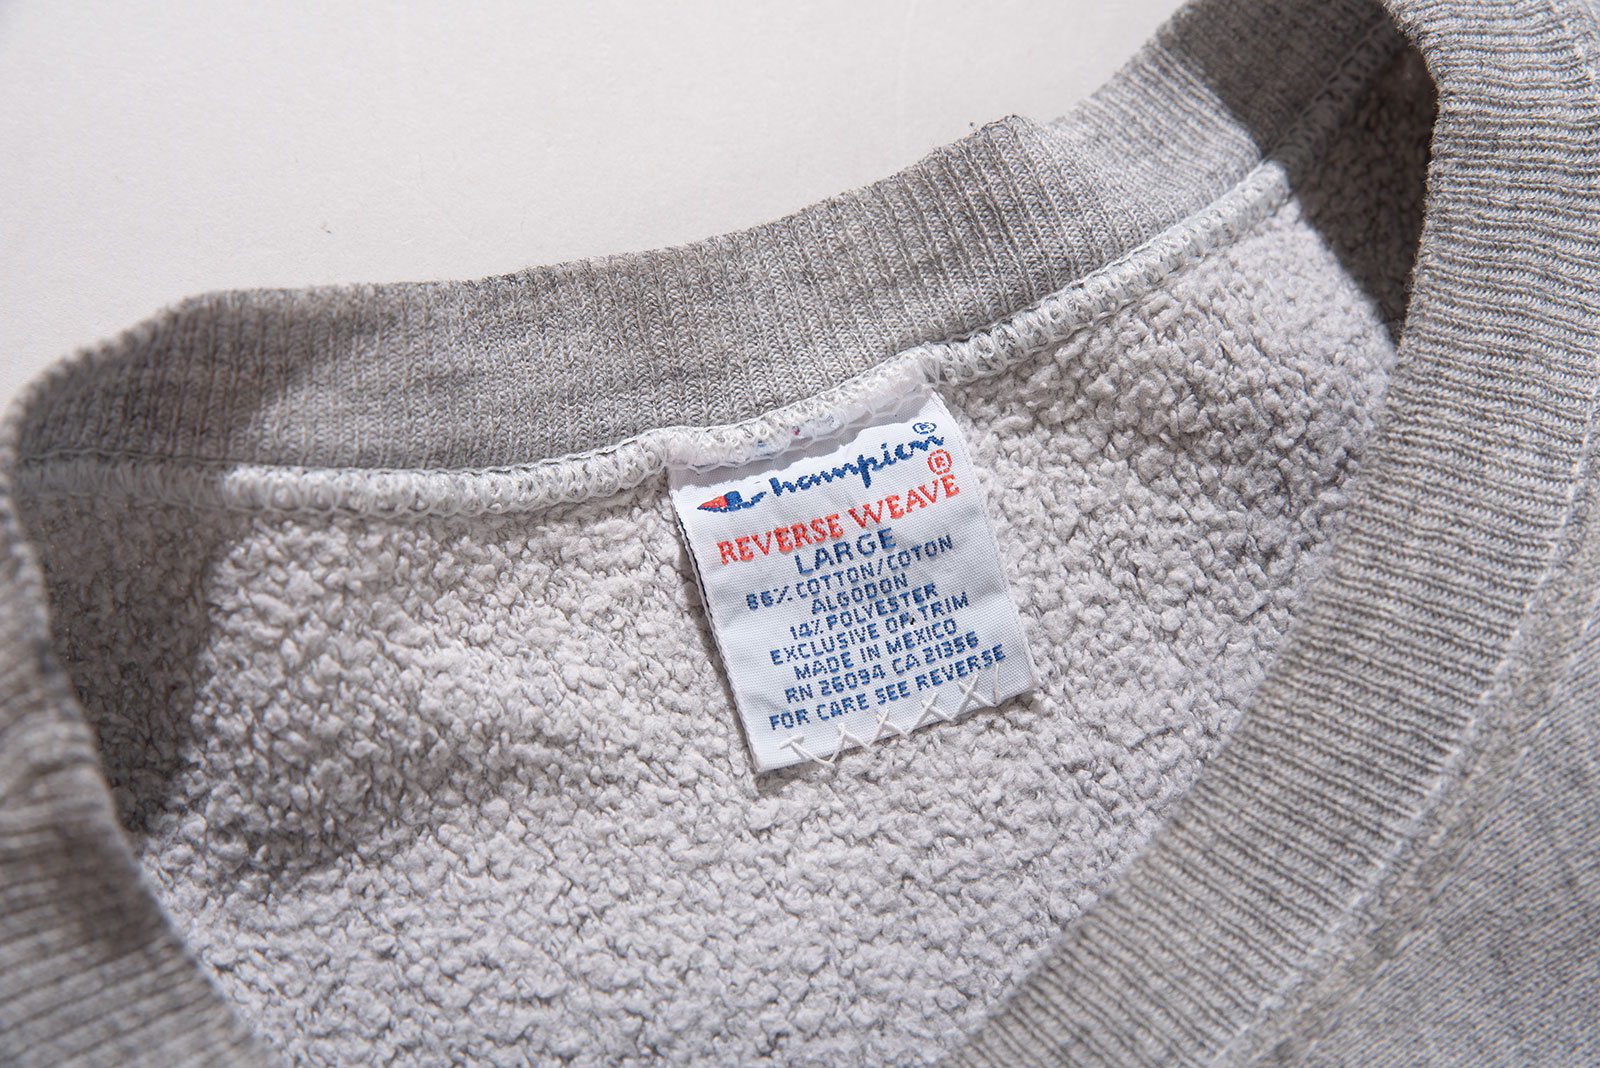 Champion®
REVERSE WEAVE®
LARGE
86% COTTON/COTON
ALGODON
14% POLYESTER
EXCLUSIVE OF TRIM
MADE IN MEXICO
RN 26094 CA 21356
FOR CARE SEE REVERSE